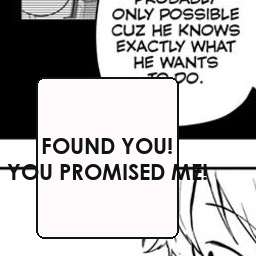 PROBABLY
ONLY POSSIBLE
CUZ HE KNOWS
EXACTLY WHAT
HE WANTS
TO DO.
FOUND YOU!
YOU PROMISED ME!